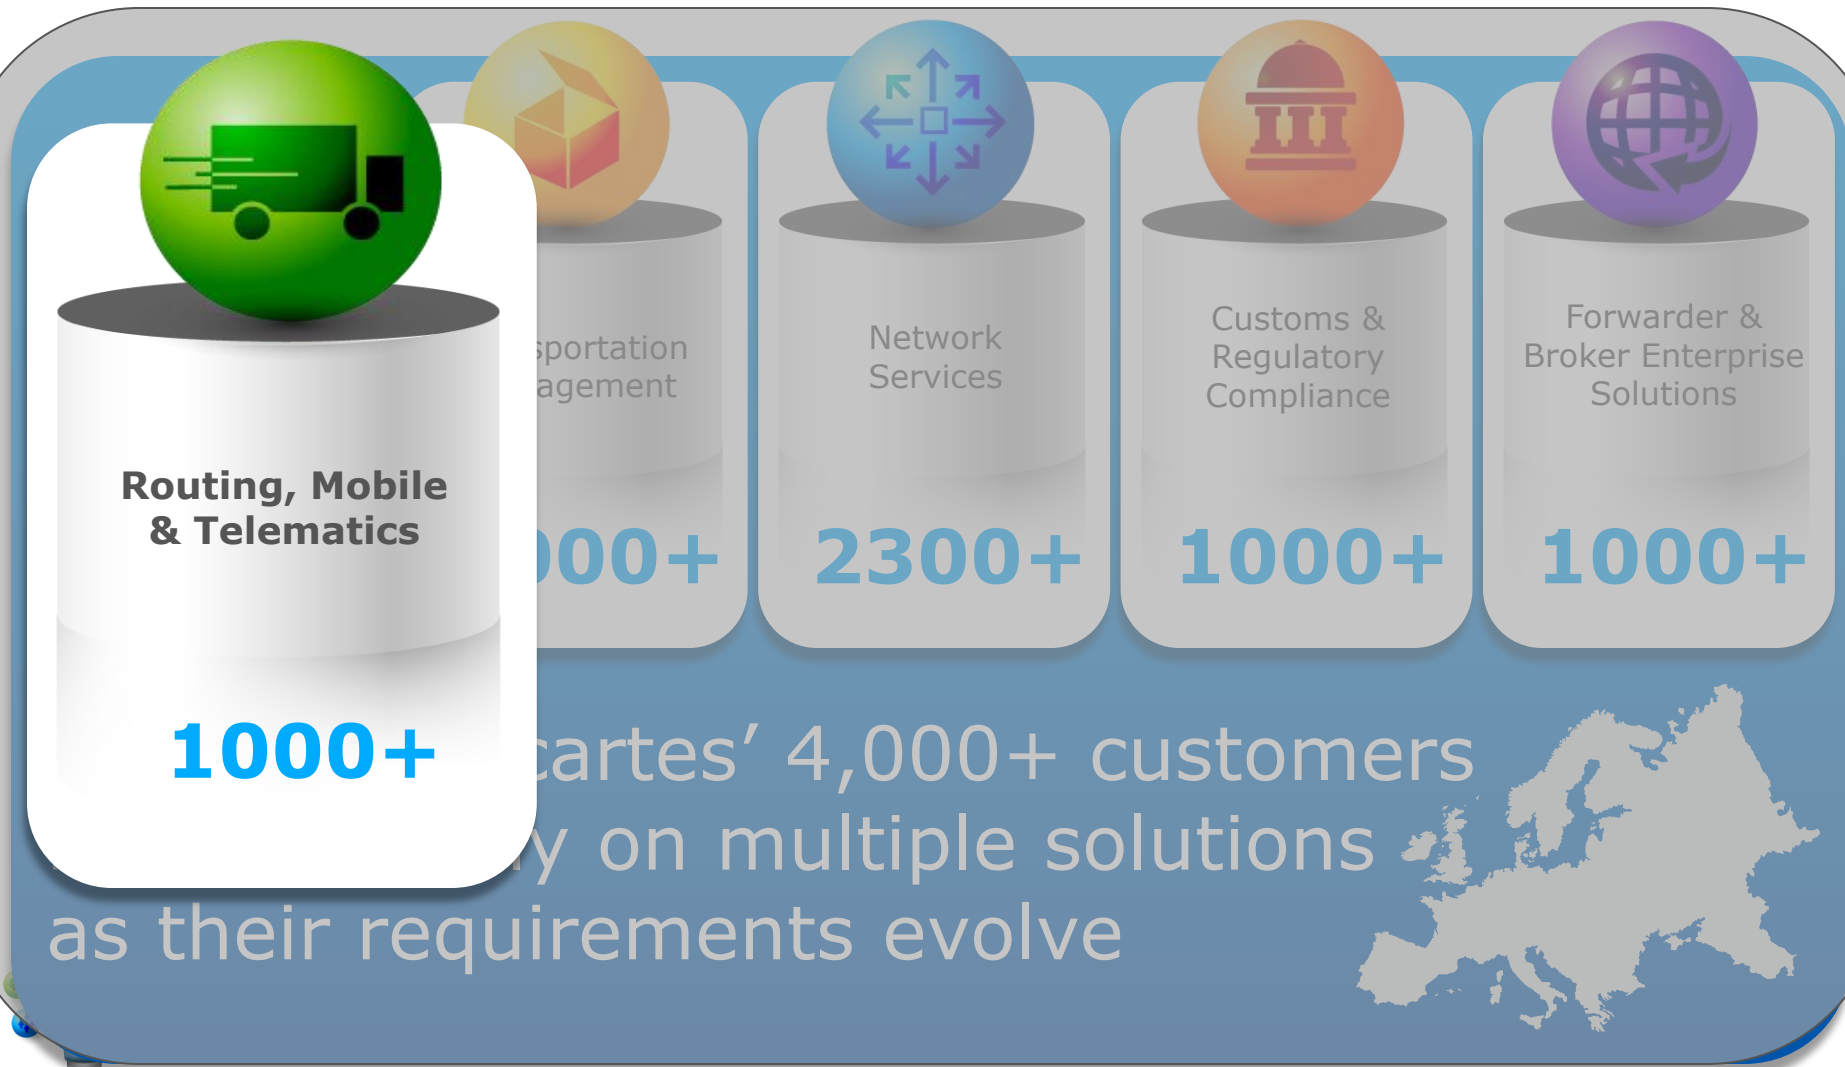 Routing, Mobile
& Telematics
1000+
sportation
agement
000+
Network
Services
2300+
Customs &
Regulatory
Compliance
1000+
Forwarder &
Broker Enterprise
Solutions
1000+
cartes’ 4,000+ customers
y on multiple solutions
as their requirements evolve